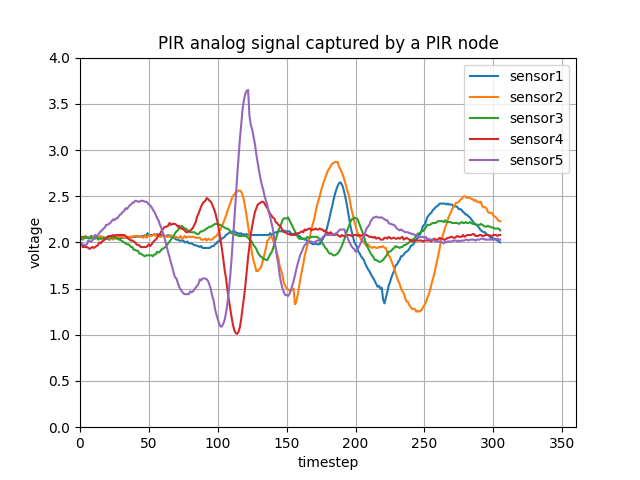 PIR analog signal captured by a PIR node
sensor1
sensor2
sensor3
sensor4
sensor5
voltage
4.0
3.5
3.0
2.5
2.0
1.5
1.0
0.5
0.0
0 50 100 150 200 250 300 350
timestep